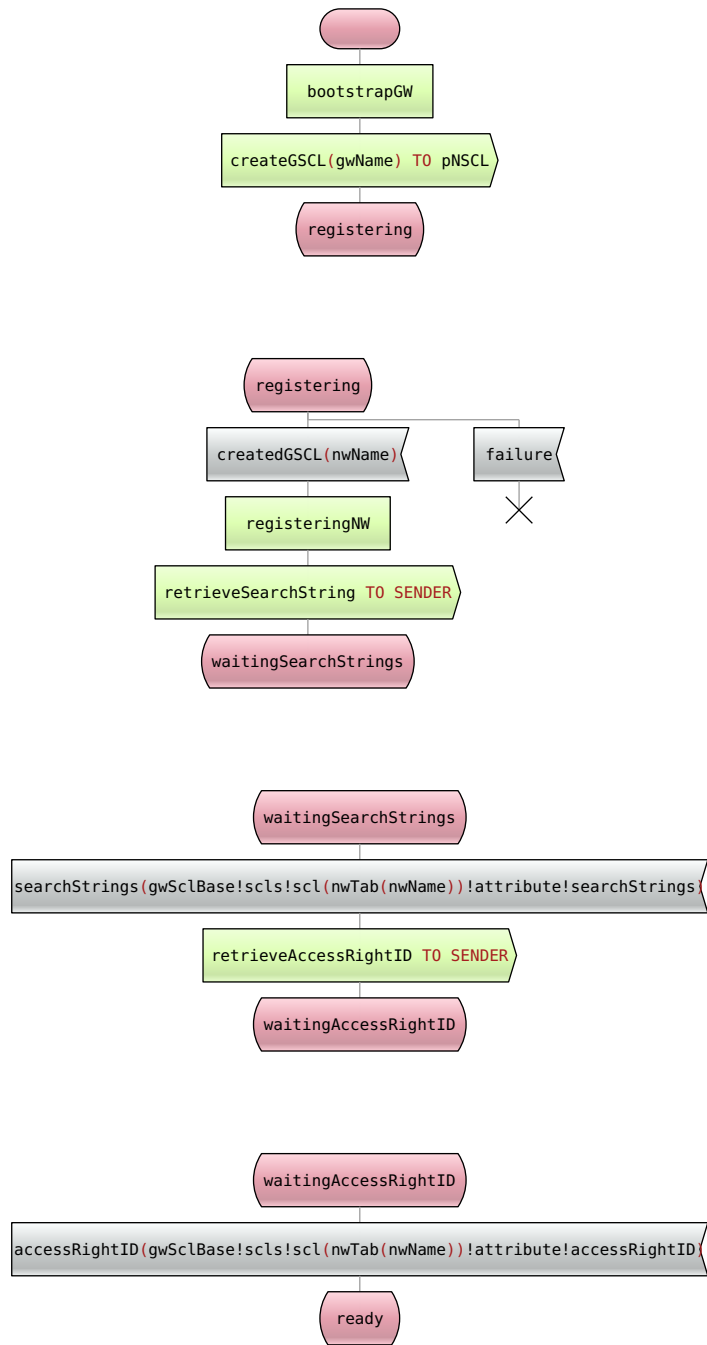 bootstrapGW
createGSCL(gwName) TO pNSCL
registering
registering
createdGSCL(nwName)
failure
registeringNW
retrieveSearchString TO SENDER
waitingSearchStrings
waitingSearchStrings
searchStrings(gwSclBase!scls!scl(nwTab(nwName))!attribute!searchStrings)
retrieveAccessRightID TO SENDER
waitingAccessRightID
waitingAccessRightID
accessRightID(gwSclBase!scls!scl(nwTab(nwName))!attribute!accessRightID)
ready